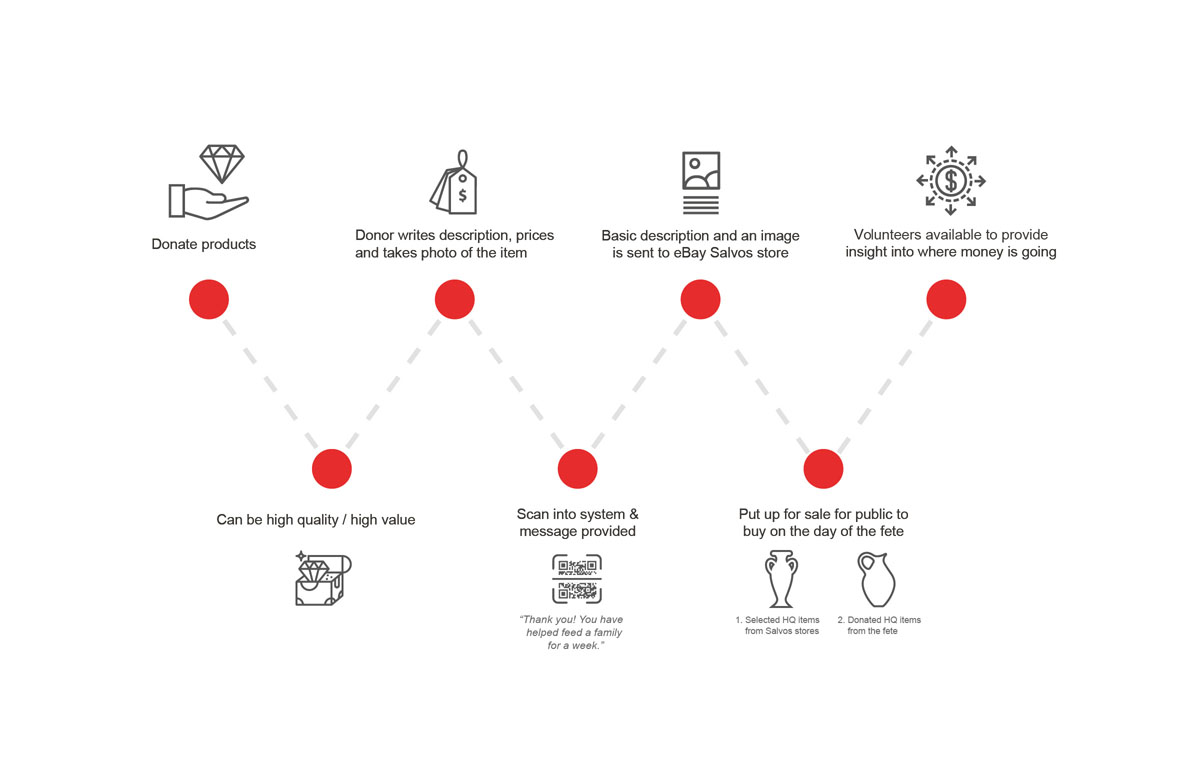 Donate products
Donor writes description, prices
and takes photo of the item
Basic description and an image
is sent to eBay Salvos store
Volunteers available to provide
insight into where money is going
Can be high quality / high value
Scan into system &
message provided
“Thank you! You have
helped feed a family
for a week.”
Put up for sale for public to
buy on the day of the fete
1. Selected HQ items
from Salvos stores
2. Donated HQ items
from the fete